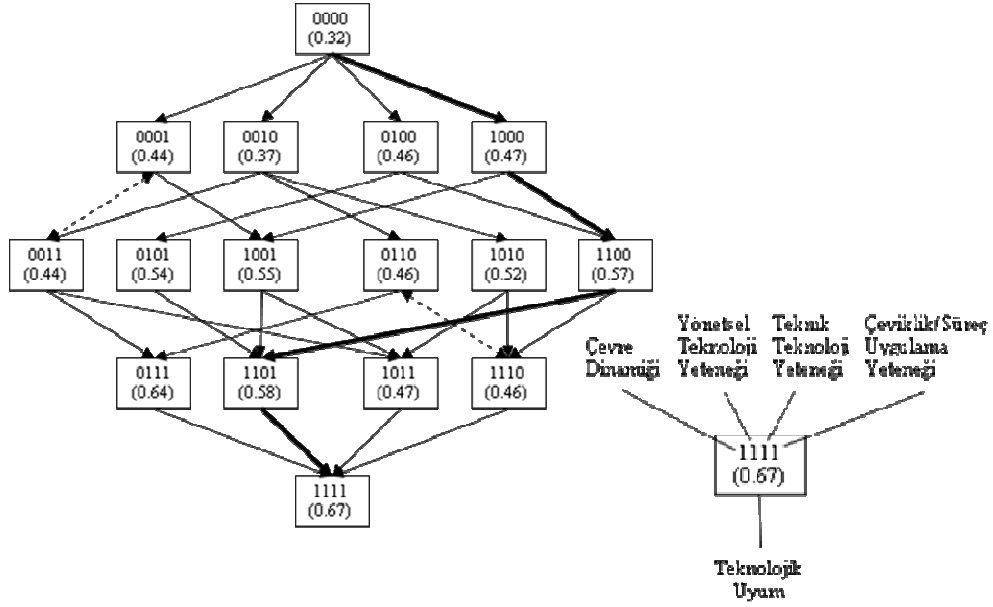 0000
(0.32)
0001
(0.44)
0010
(0.37)
0100
(0.46)
1000
(0.47)
0011
(0.44)
0101
(0.54)
1001
(0.55)
0110
(0.46)
1010
(0.52)
1100
(0.57)
0111
(0.64)
1101
(0.58)
1011
(0.47)
1110
(0.46)
1111
(0.67)
Çevre
Dinamiği
Yönetsel
Teknoloji
Yeteneği
Teknik
Teknoloji
Yeteneği
Çeviklik/Süreç
Uygulama
Yeteneği
1111
(0.67)
Teknolojik
Uyum